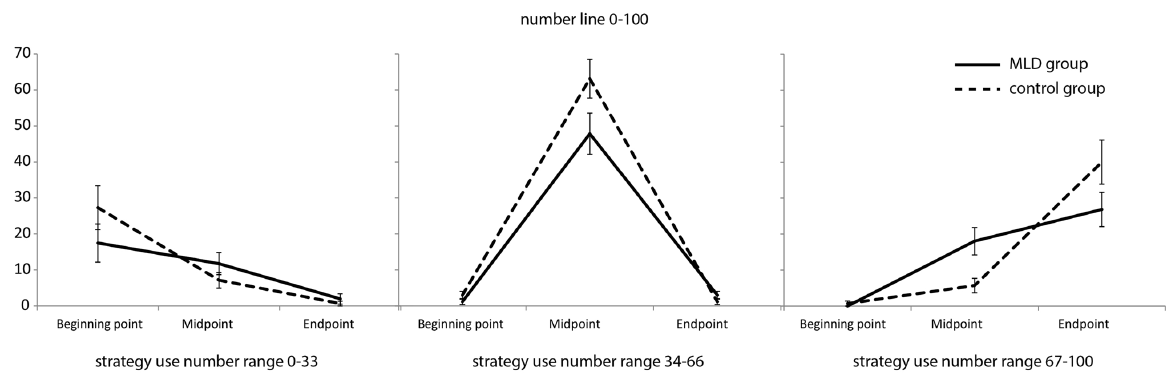 number line 0-100
MLD group
control group
70
60
50
40
30
20
10
0
Beginning point Midpoint Endpoint Beginning point Midpoint Endpoint Beginning point Midpoint Endpoint
strategy use number range 0-33 strategy use number range 34-66 strategy use number range 67-100